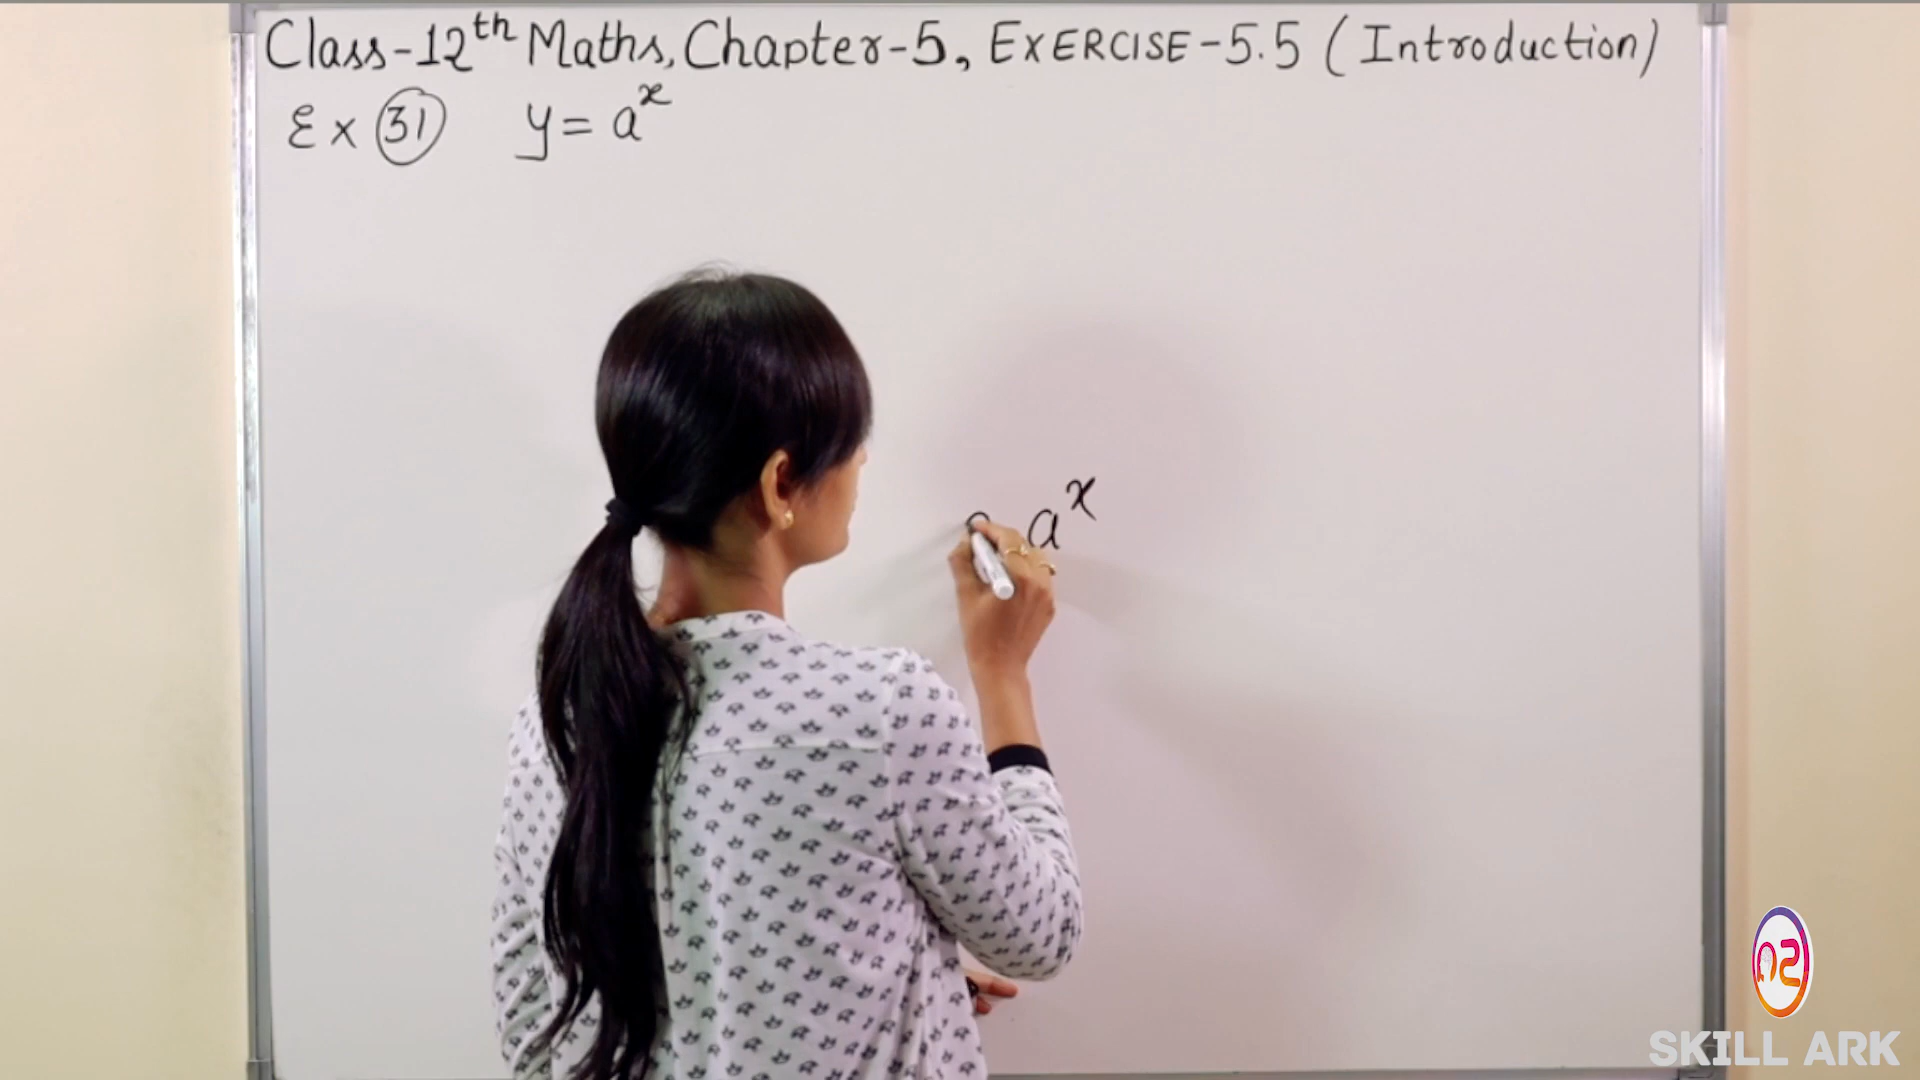 Class-12th Maths, Chapter-5, EXERCISE-5.5 (Introduction)
Ex 31 y = a^x
a^x
SKILL ARK